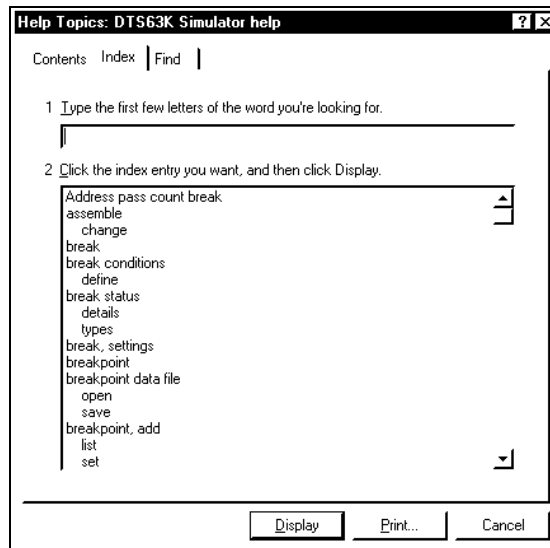 Help Topics: DTS63K Simulator help ? X
Contents Index Find
1 Type the first few letters of the word you're looking for.
2 Click the index entry you want, and then click Display.
Address pass count break
assemble
change
break
break conditions
define
break status
details
types
break, settings
breakpoint
breakpoint data file
open
save
breakpoint, add
list
set
Display Print... Cancel